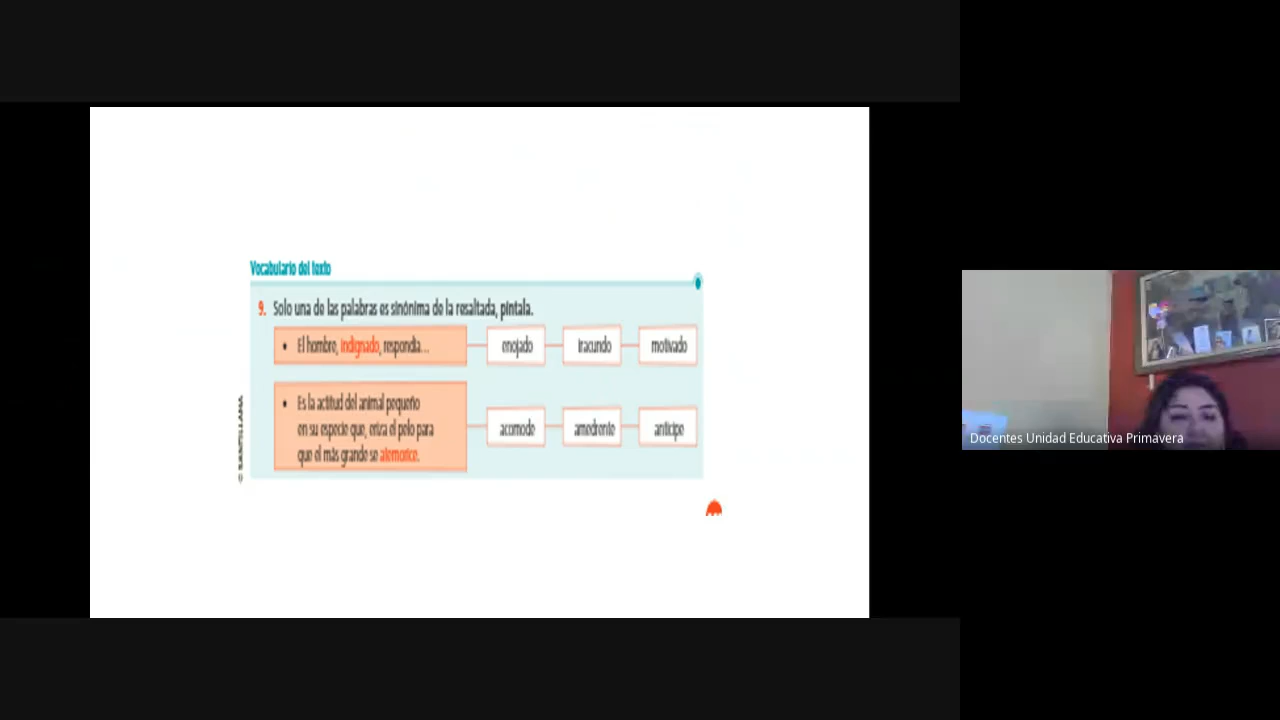 Vocabulario del texto
9. Solo una de las palabras es sinónima de la resaltada, píntala.
• El hombre, indignado, respondía...
enojado
iracundo
motivado
• Es la actitud del animal pequeño
en su especie que, eriza el pelo para
que el más grande se atemorice.
acomode
amedrente
anticipe
© SANTILLANA
Docentes Unidad Educativa Primavera